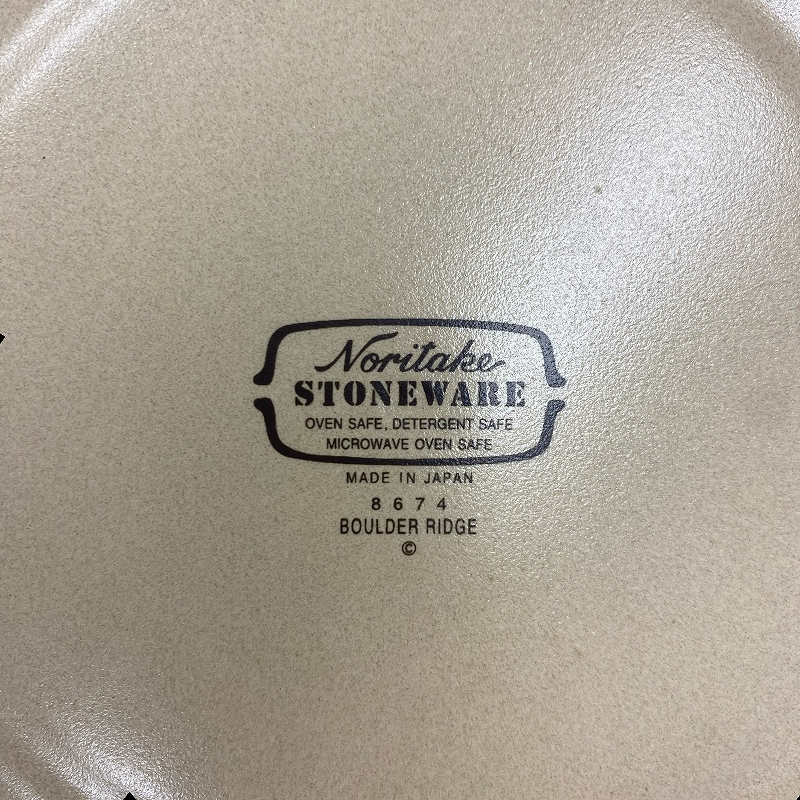 Noritake
STONEWARE
OVEN SAFE, DETERGENT SAFE
MICROWAVE OVEN SAFE
MADE IN JAPAN
8674
BOULDER RIDGE
©